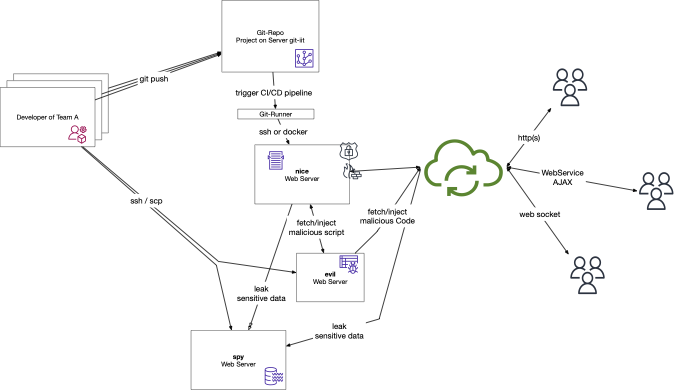 Git-Repo
Project on Server git-iit
git push
trigger CI/CD pipeline
Developer of Team A
Git-Runner
ssh or docker
http(s)
nice
Web Server
WebService
AJAX
ssh / scp
fetch/inject
malicious script
fetch/inject
malicious Code
web socket
evil
Web Server
leak
sensitive data
leak
sensitive data
spy
Web Server